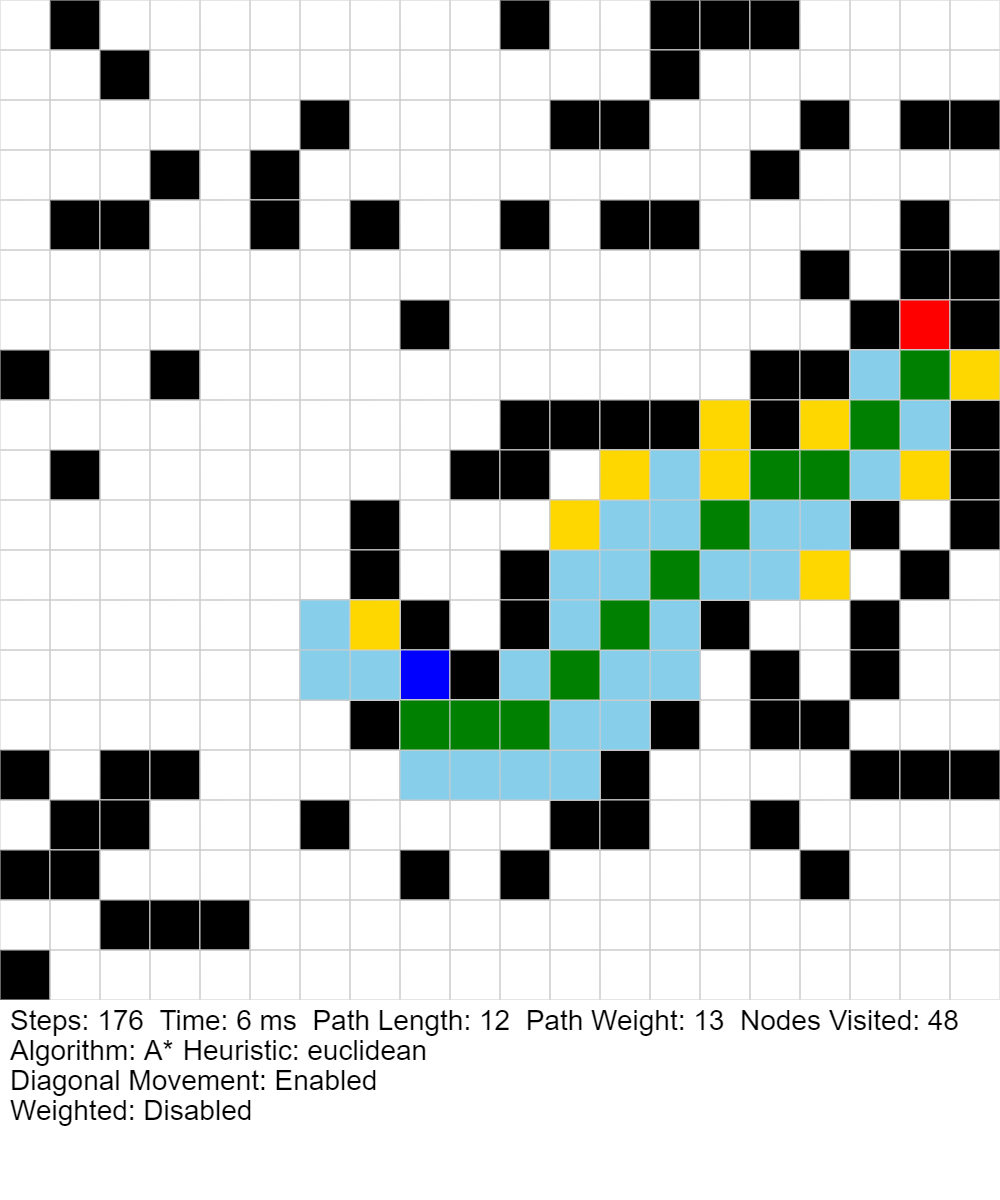 Steps: 176  Time: 6 ms  Path Length: 12  Path Weight: 13  Nodes Visited: 48
Algorithm: A* Heuristic: euclidean
Diagonal Movement: Enabled
Weighted: Disabled